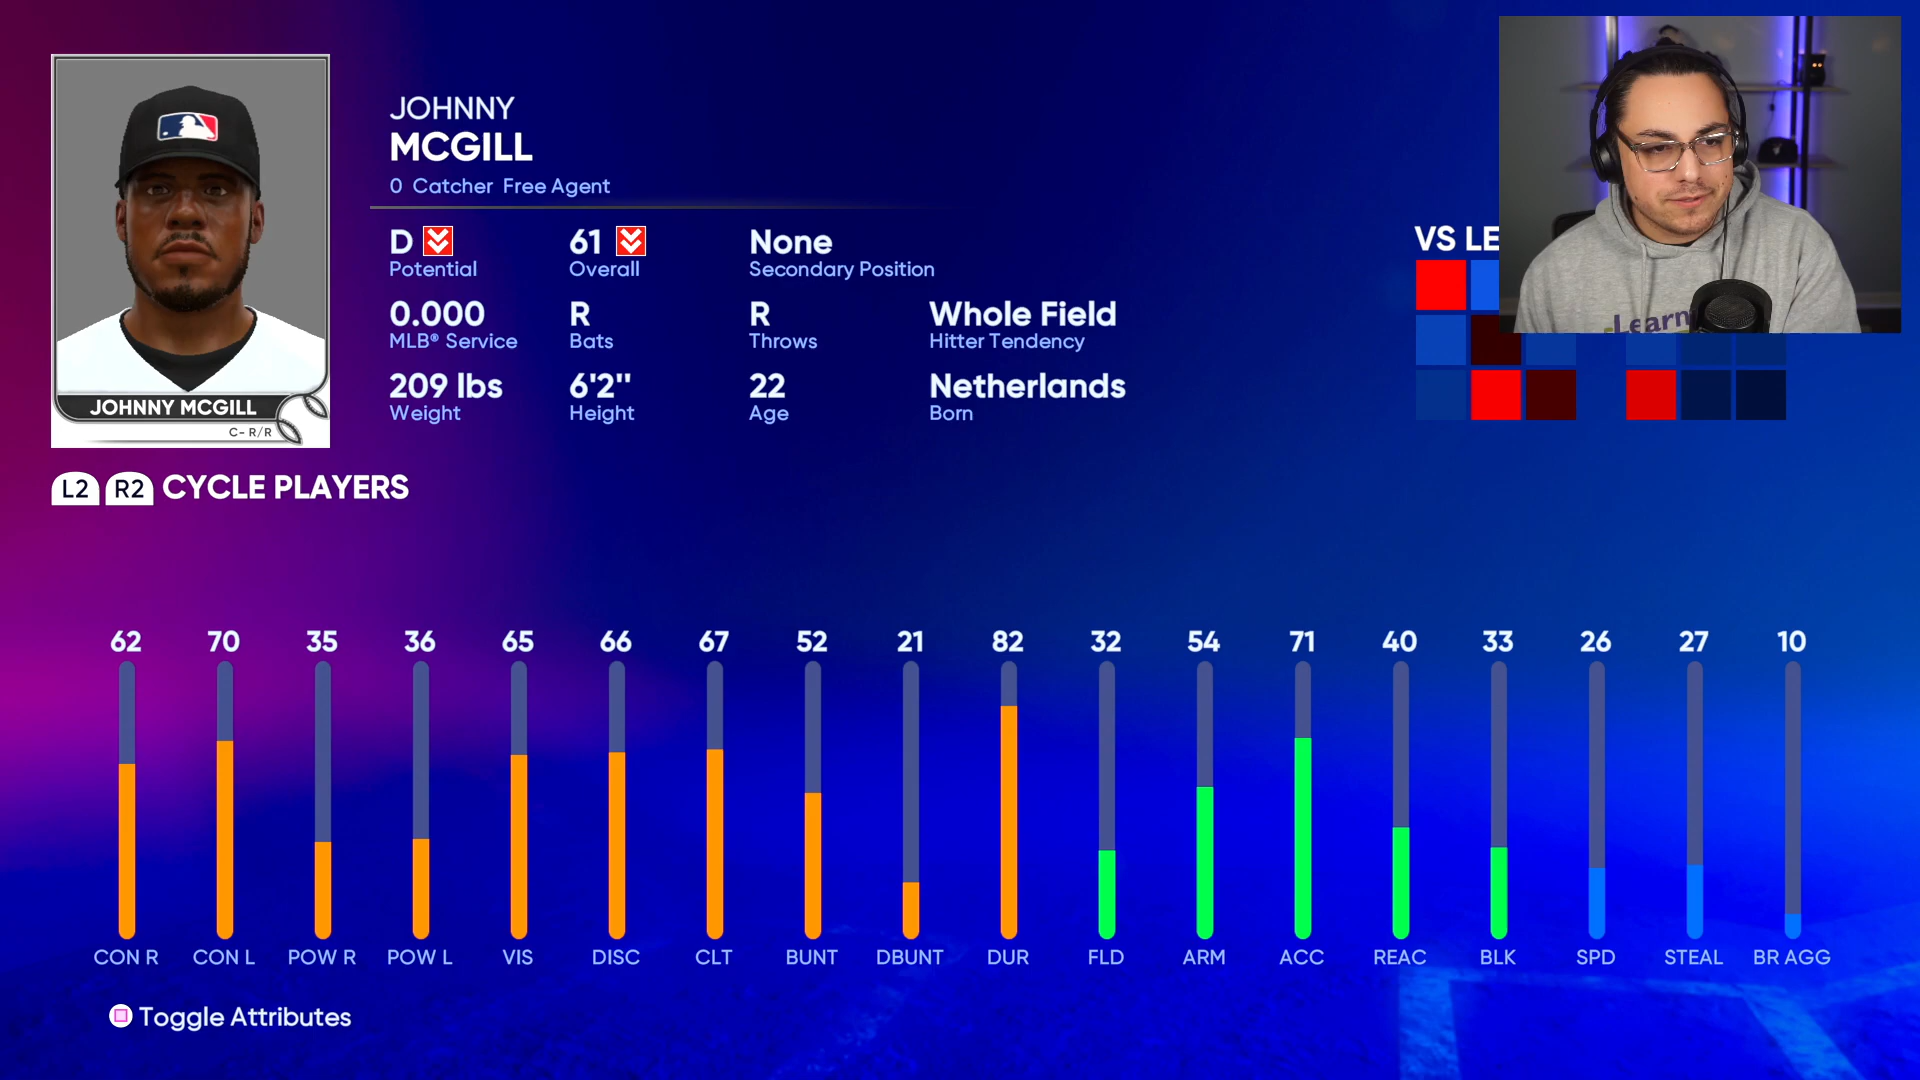 JOHNNY
MCGILL
0 Catcher Free Agent
D
Potential
61
Overall
None
Secondary Position
0.000
MLB® Service
R
Bats
R
Throws
Whole Field
Hitter Tendency
209 lbs
Weight
6'2"
Height
22
Age
Netherlands
Born
JOHNNY MCGILL
C- R/R
VS LE
Learn
L2 R2 CYCLE PLAYERS
62 70 35 36 65 66 67 52 21 82 32 54 71 40 33 26 27 10
CON R CON L POW R POW L VIS DISC CLT BUNT DBUNT DUR FLD ARM ACC REAC BLK SPD STEAL BR AGG
Toggle Attributes